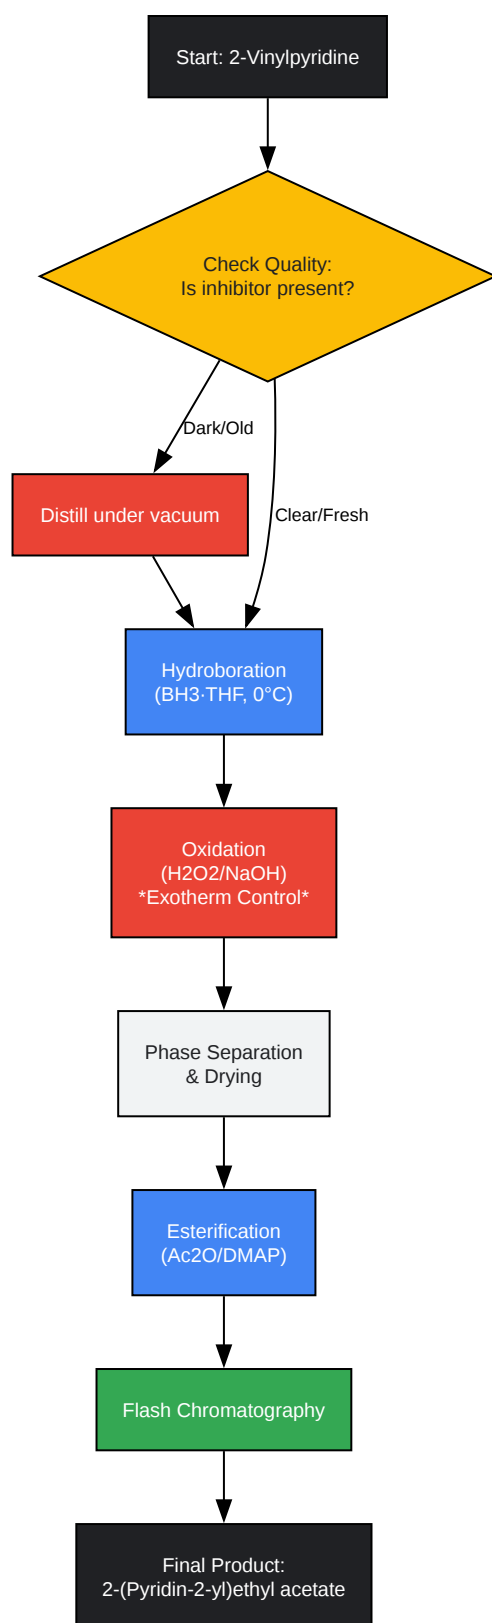 Start: 2-Vinylpyridine
Check Quality:
Is inhibitor present?
Dark/Old
Distill under vacuum
Clear/Fresh
Hydroboration
(BH3·THF, 0°C)
Oxidation
(H2O2/NaOH)
*Exotherm Control*
Phase Separation
& Drying
Esterification
(Ac2O/DMAP)
Flash Chromatography
Final Product:
2-(Pyridin-2-yl)ethyl acetate